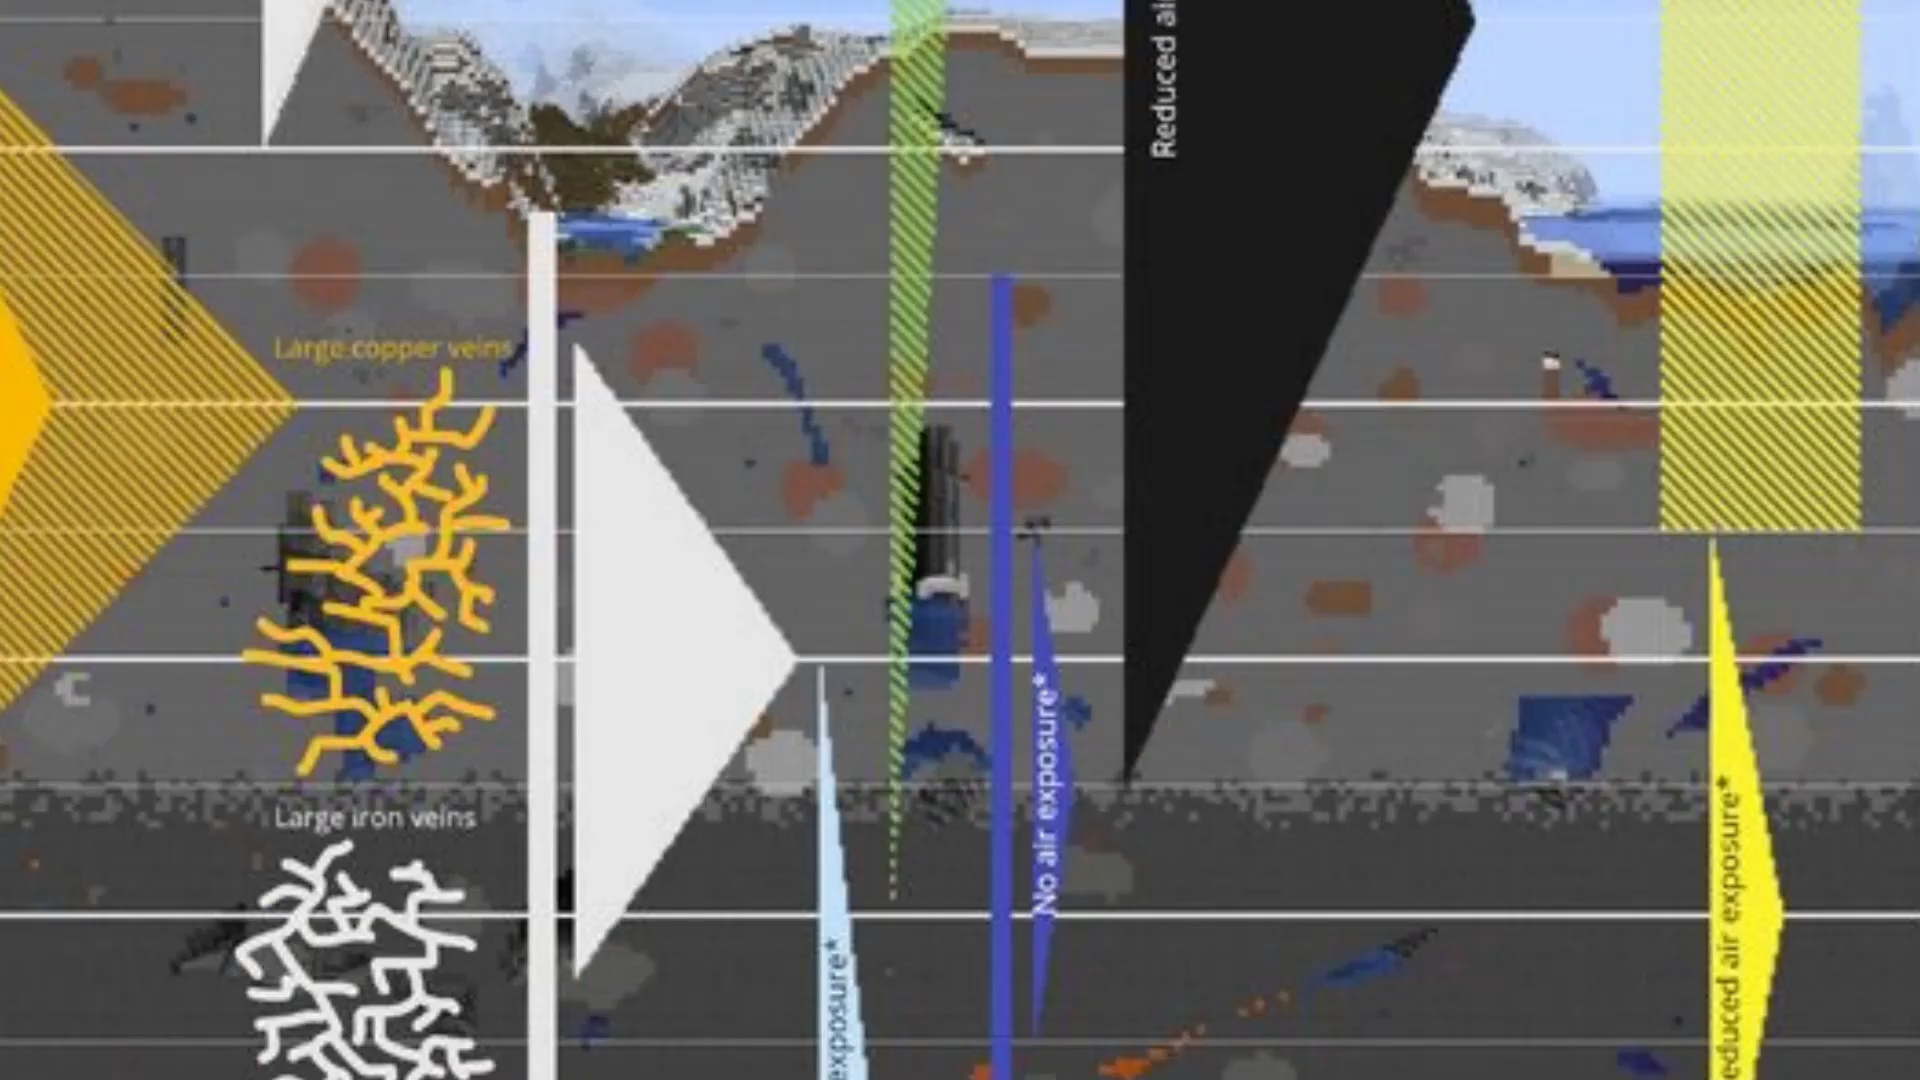 Reduced ai
Large copper veins
Large iron veins
exposure*
No air exposure*
educed air exposure*